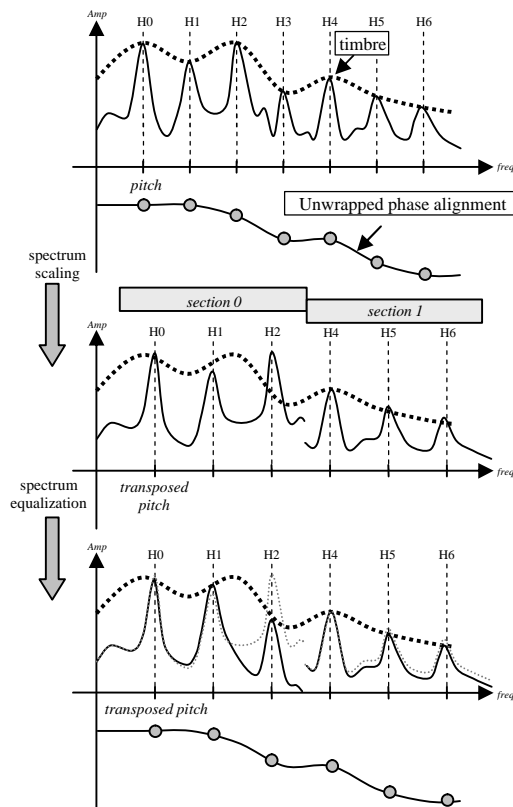 Amp
H0 H1 H2 H3 H4 H5 H6
timbre
freq
pitch
Unwrapped phase alignment
spectrum
scaling
section 0
section 1
Amp
H0 H1 H2 H4 H5 H6
freq
spectrum
equalization
transposed
pitch
Amp
H0 H1 H2 H4 H5 H6
freq
transposed pitch